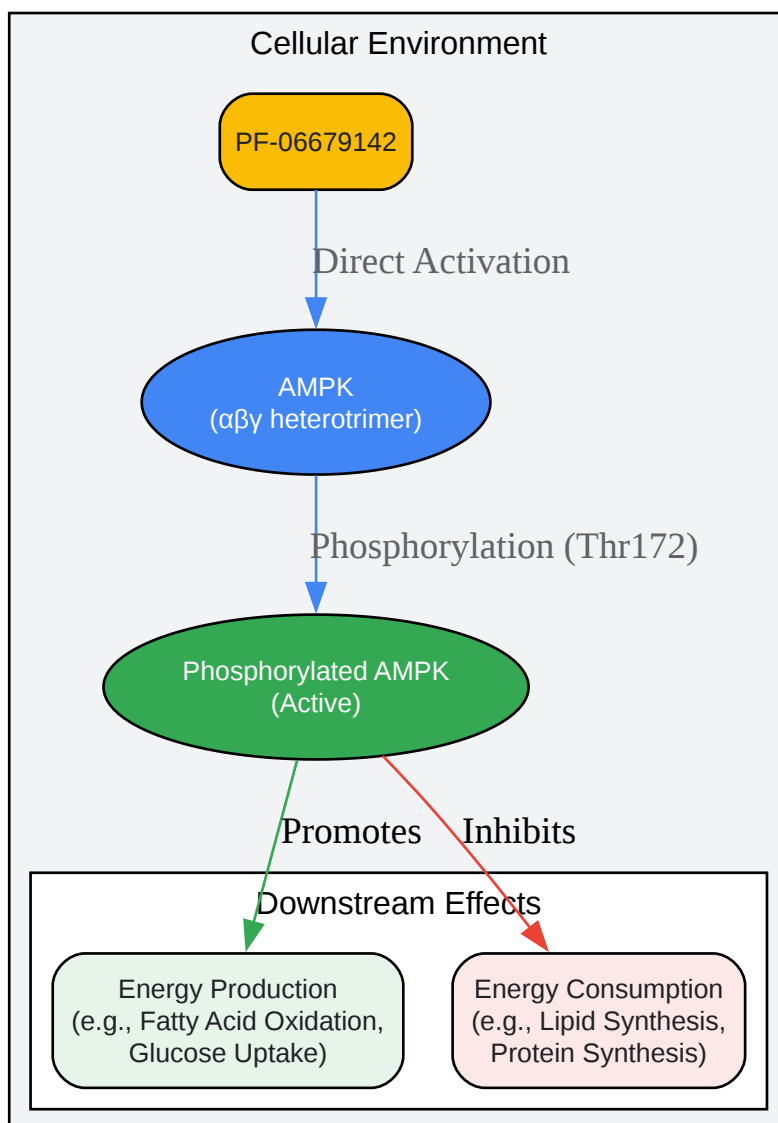 Cellular Environment
PF-06679142
Direct Activation
AMPK
(αβγ heterotrimer)
Phosphorylation (Thr172)
Phosphorylated AMPK
(Active)
Promotes
Inhibits
Downstream Effects
Energy Production
(e.g., Fatty Acid Oxidation,
Glucose Uptake)
Energy Consumption
(e.g., Lipid Synthesis,
Protein Synthesis)